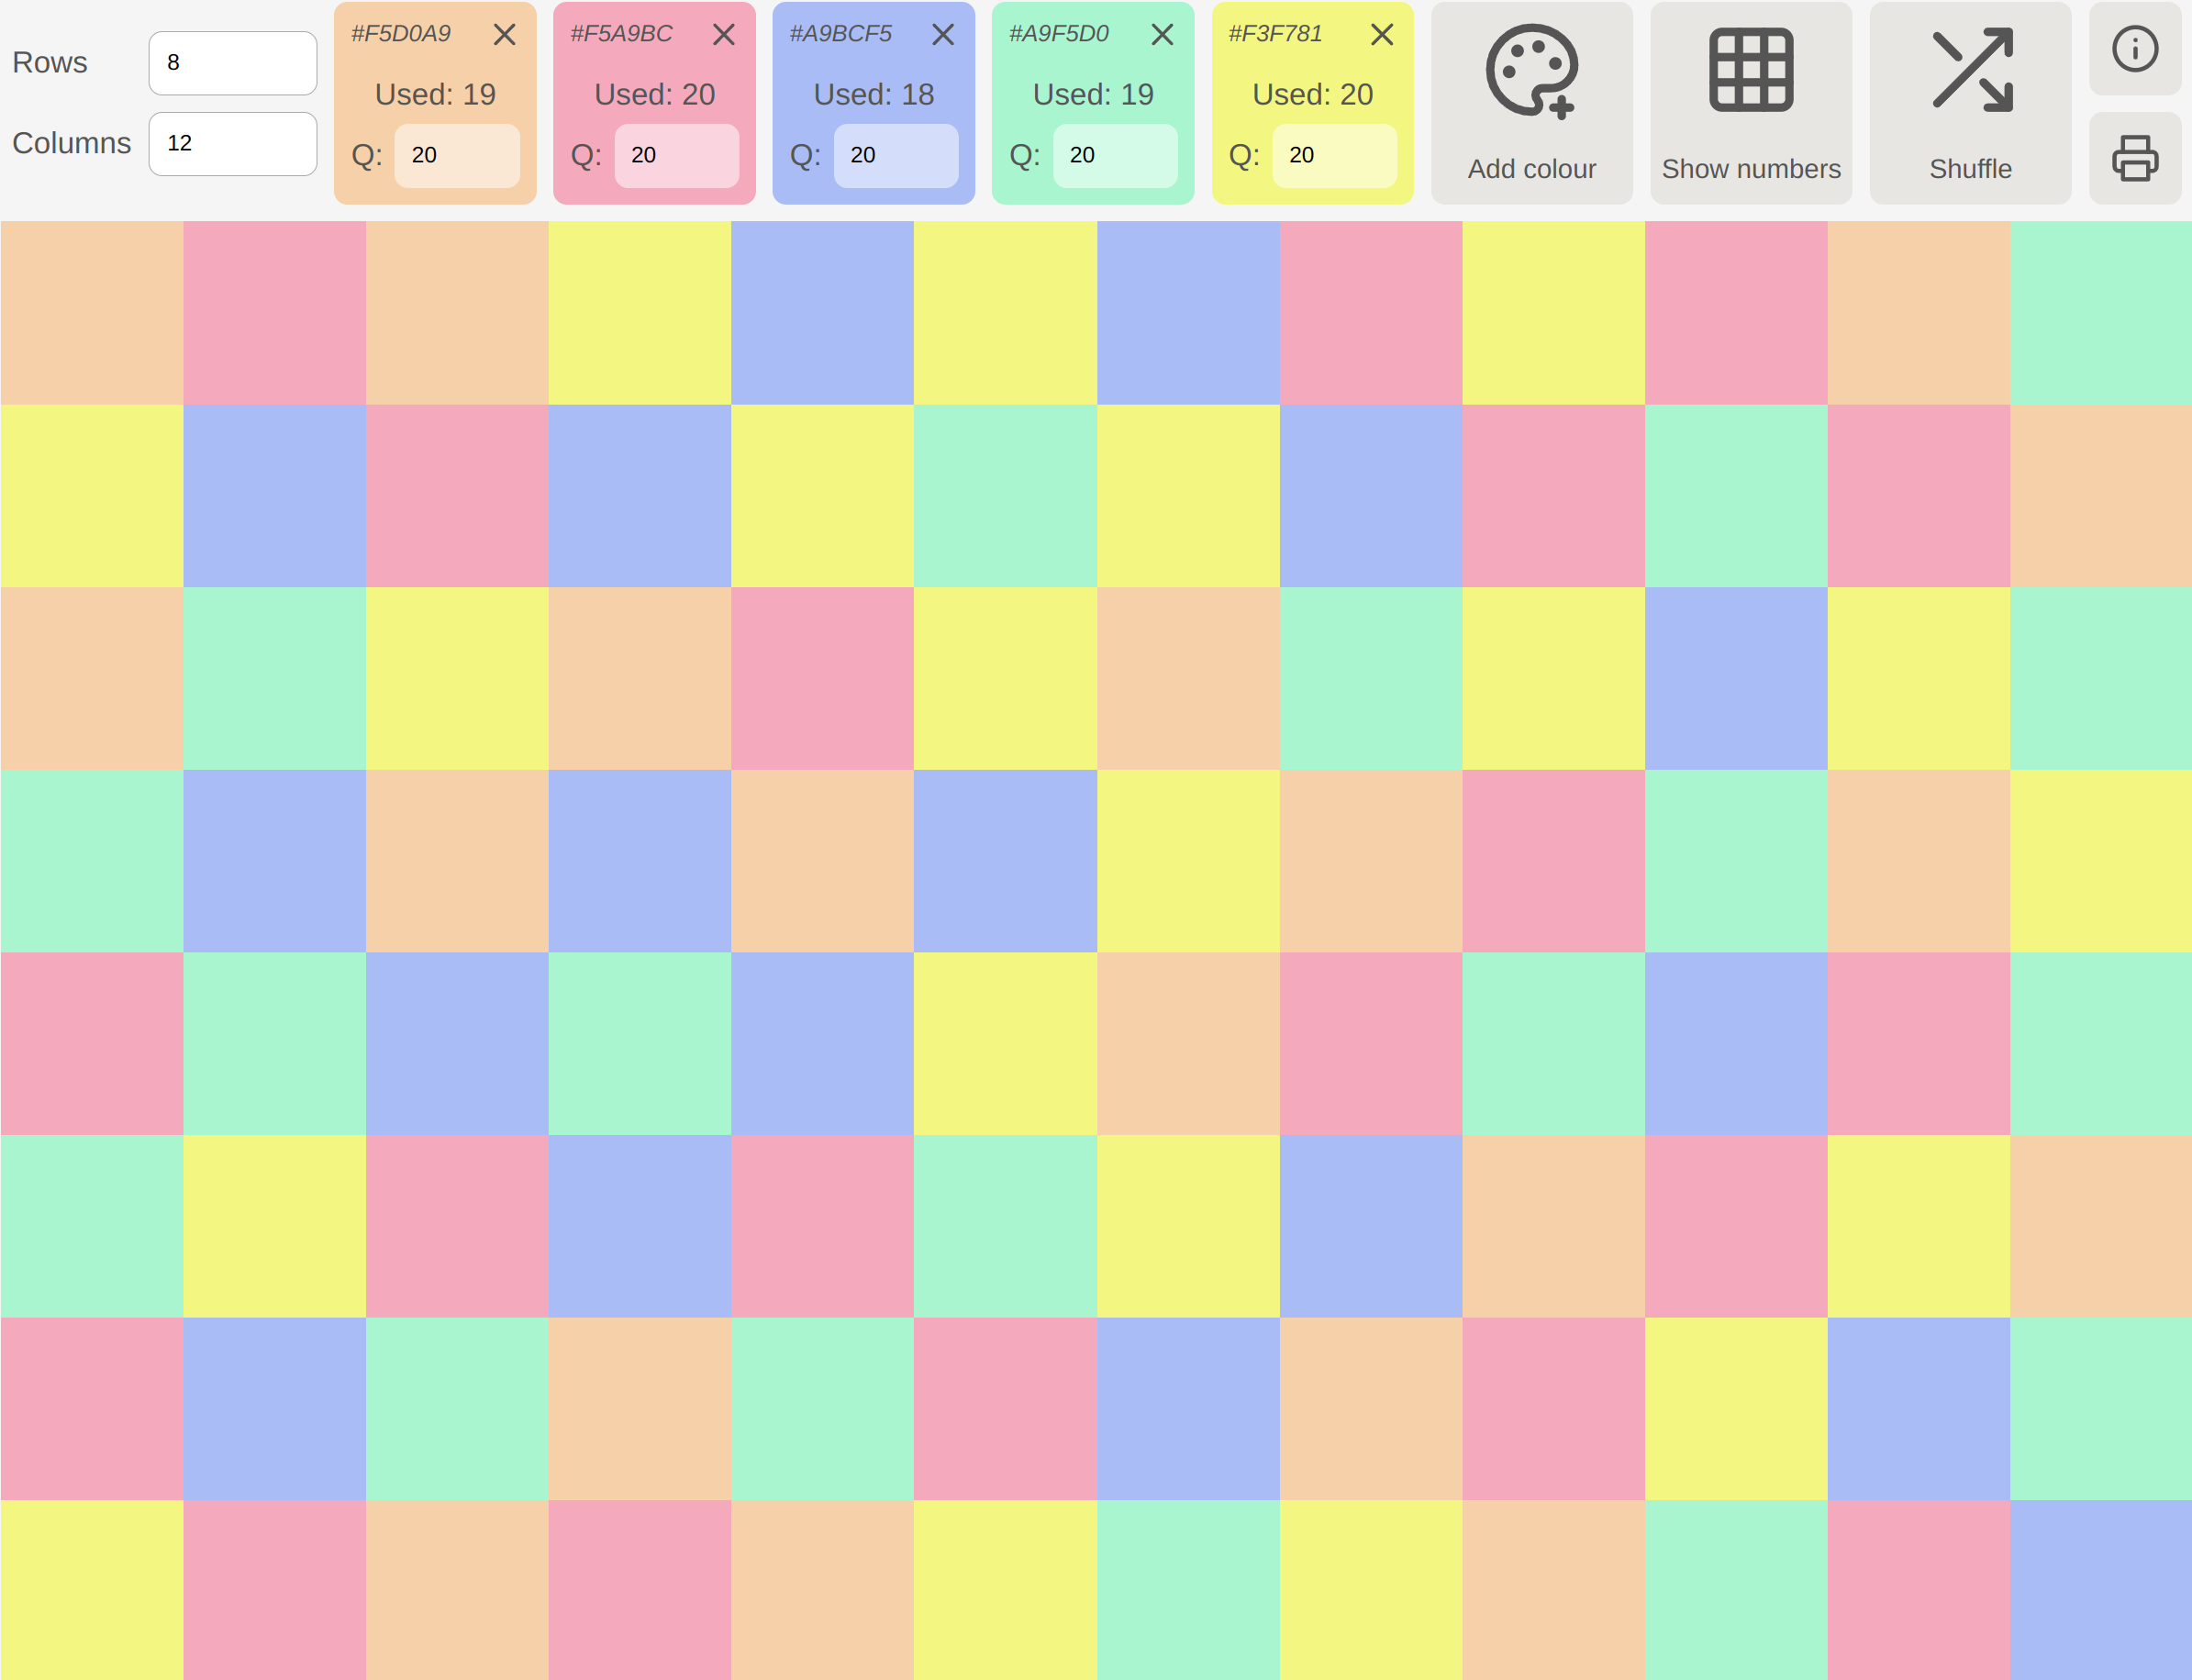 Rows
8
Columns
12
#F5D0A9
Used: 19
Q: 20
#F5A9BC
Used: 20
Q: 20
#A9BCF5
Used: 18
Q: 20
#A9F5D0
Used: 19
Q: 20
#F3F781
Used: 20
Q: 20
Add colour
Show numbers
Shuffle